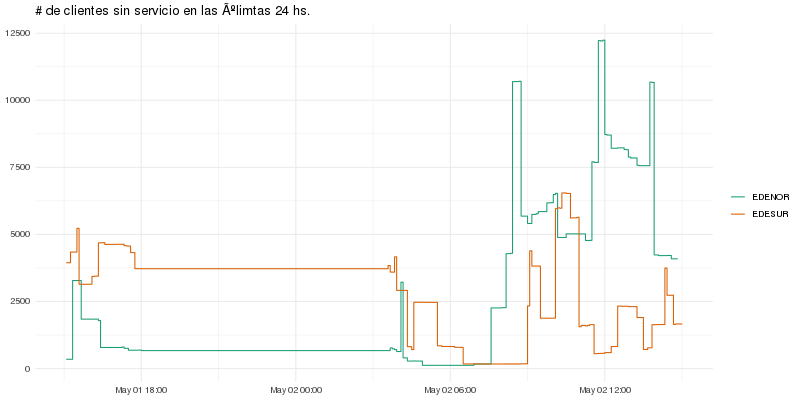 # de clientes sin servicio en las Ãºlimtas 24 hs.
12500
10000
7500
5000
2500
0
May 01 18:00
May 02 00:00
May 02 06:00
May 02 12:00
EDENOR
EDESUR